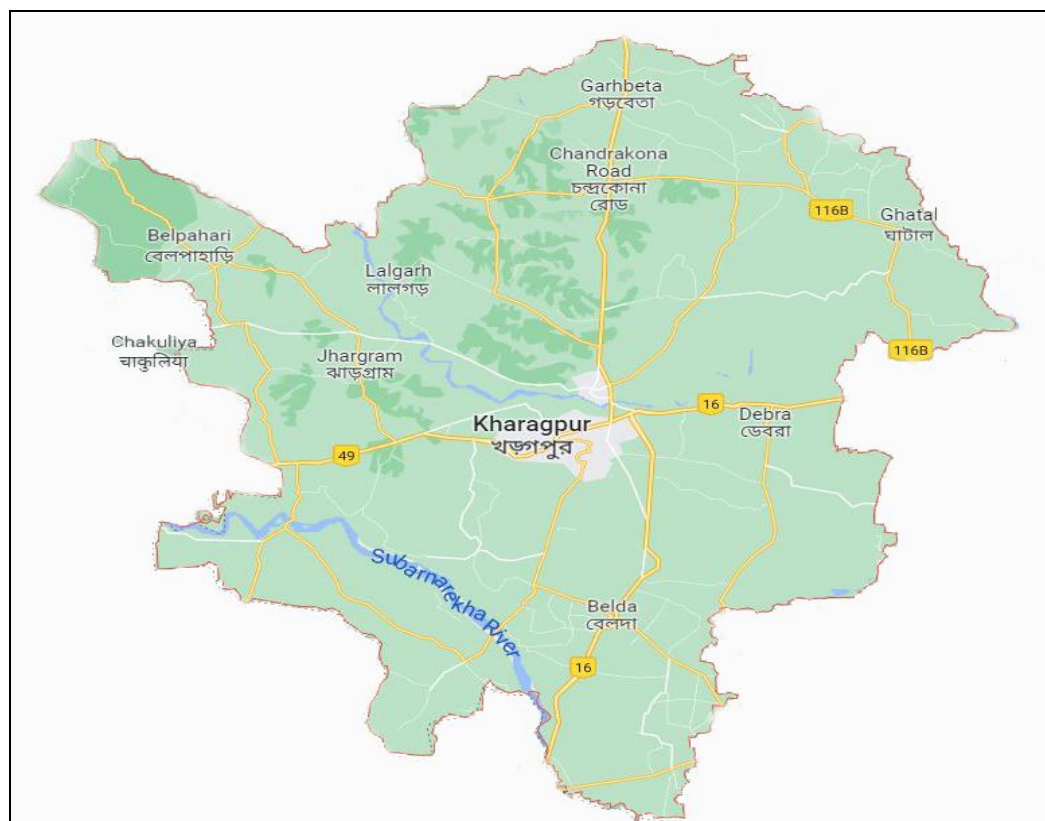 Garhbeta
গড়বেতা
Chandrakona
Road
চন্দ্রকোনা
রোড
116B
Ghatal
ঘাটাল
Belpahari
বেলপাহাড়ি
Lalgarh
লালগড়
Chakuliya
चाकुलिया
Jhargram
ঝাড়গ্রাম
116B
16
Debra
ডেবরা
Kharagpur
খড়্গপুর
49
Subarnarekha River
Belda
বেলদা
16